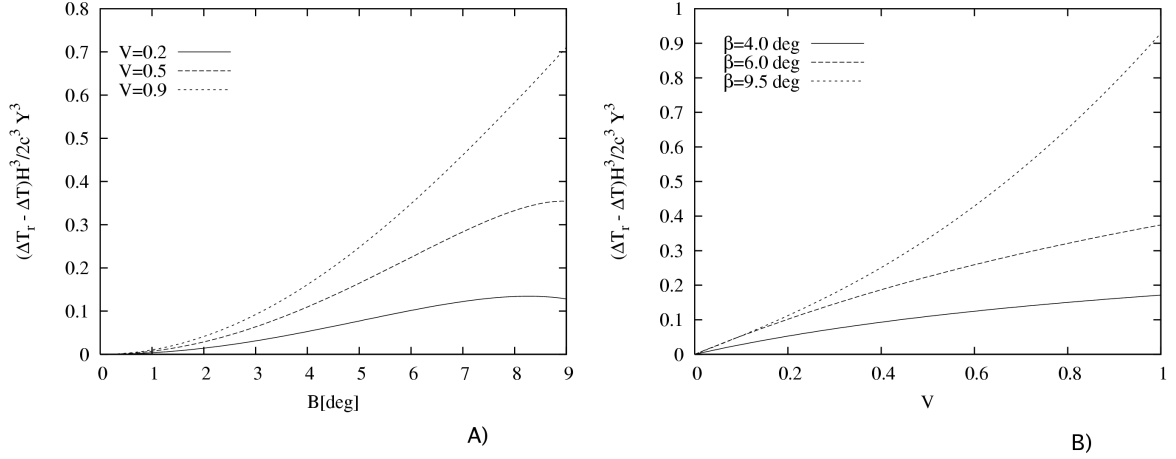 (ΔT_r - ΔT)H^3/2c^3 Y^3
0.8
0.7
0.6
0.5
0.4
0.3
0.2
0.1
0
V=0.2
V=0.5
V=0.9
0 1 2 3 4 5 6 7 8 9
B[deg]
A)
(ΔT_r - ΔT)H^3/2c^3 Y^3
1
0.9
0.8
0.7
0.6
0.5
0.4
0.3
0.2
0.1
0
β=4.0 deg
β=6.0 deg
β=9.5 deg
0 0.2 0.4 0.6 0.8 1
V
B)